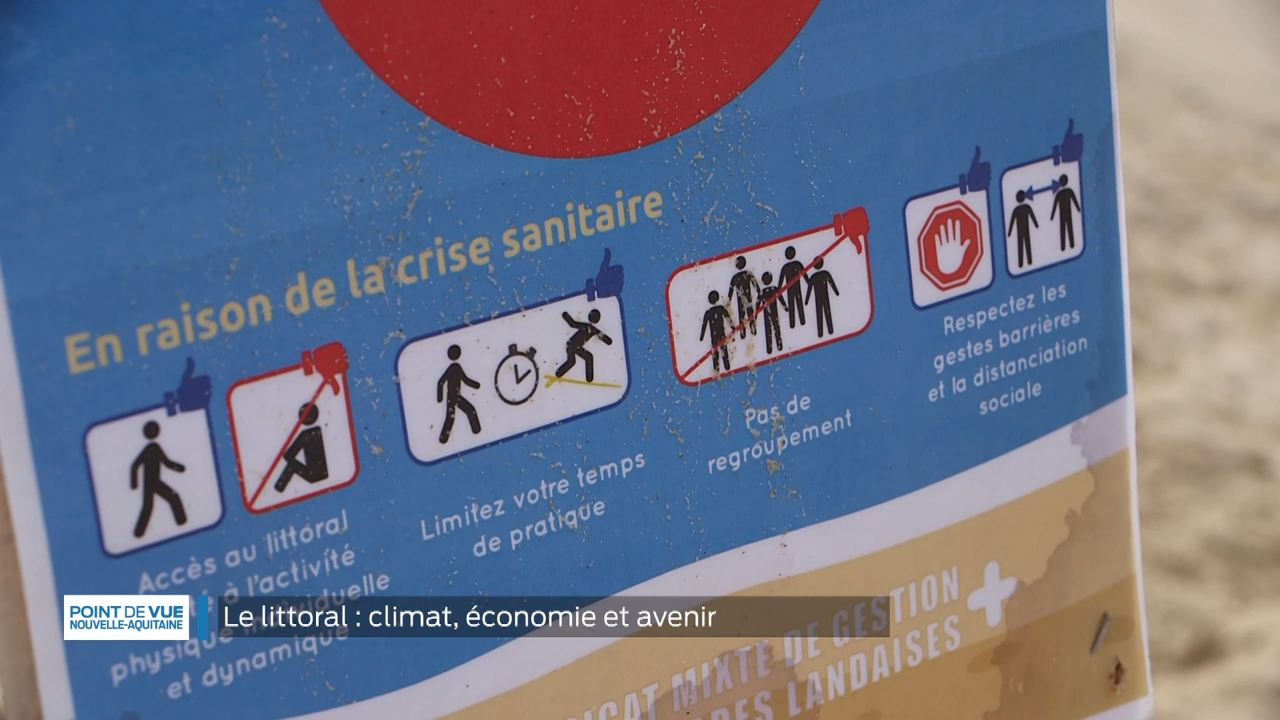 En raison de la crise sanitaire
Accès au littoral
à l'activité
et dynamique
Limitez votre temps
de pratique
Pas de
regroupement
Respectez les
gestes barrières
et la distanciation
sociale
POINT DE VUE
NOUVELLE-AQUITAINE
Le littoral : climat, économie et avenir
MIXTE DE GESTION
LANDAISES